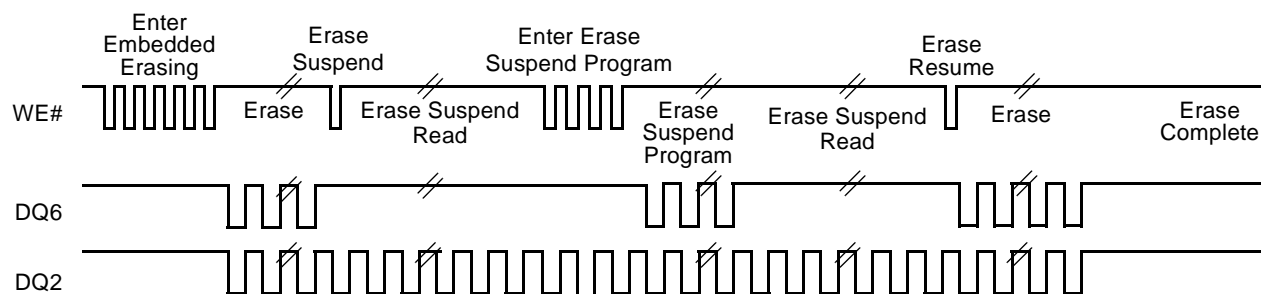 Enter
Embedded
Erasing
Erase
Suspend
Enter Erase
Suspend Program
Erase
Resume
WE#
Erase
Erase Suspend
Read
Erase
Suspend
Program
Erase Suspend
Read
Erase
Erase
Complete
DQ6
DQ2